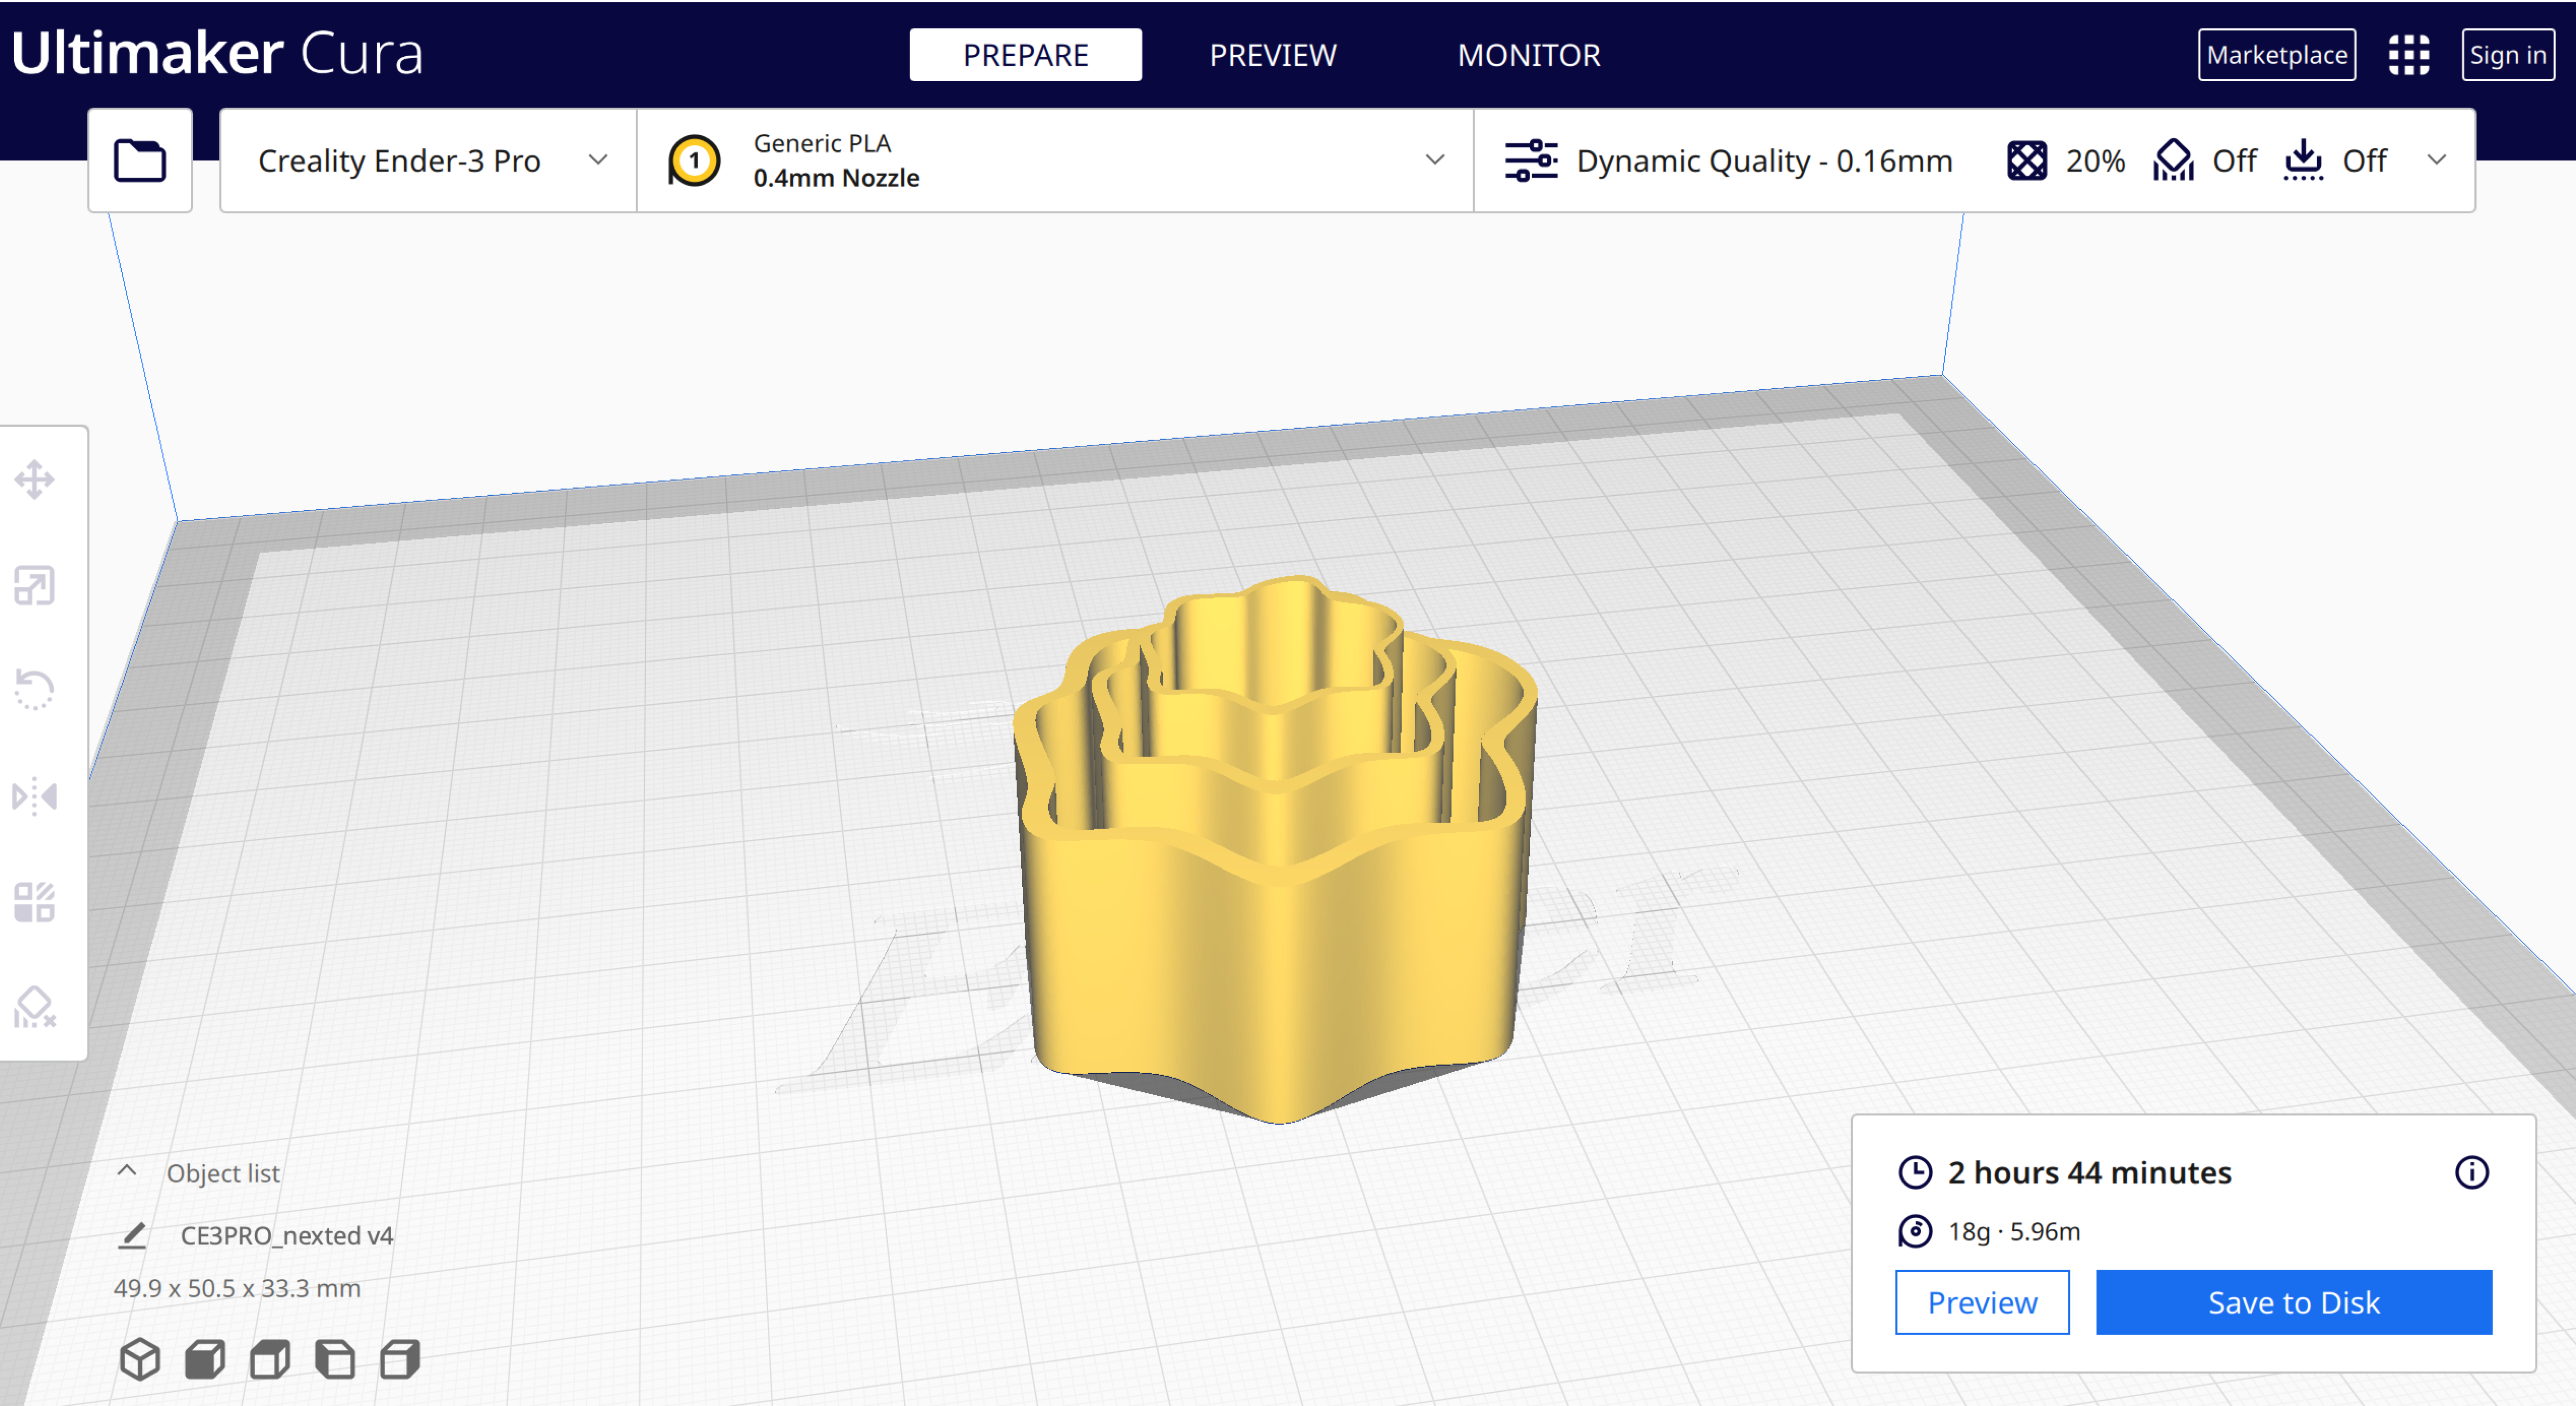 Ultimaker Cura
PREPARE
PREVIEW
MONITOR
Marketplace
Sign in
Creality Ender-3 Pro
1
Generic PLA
0.4mm Nozzle
Dynamic Quality - 0.16mm
20%
Off
Off
Object list
CE3PRO_nexted v4
49.9 x 50.5 x 33.3 mm
2 hours 44 minutes
18g · 5.96m
Preview
Save to Disk